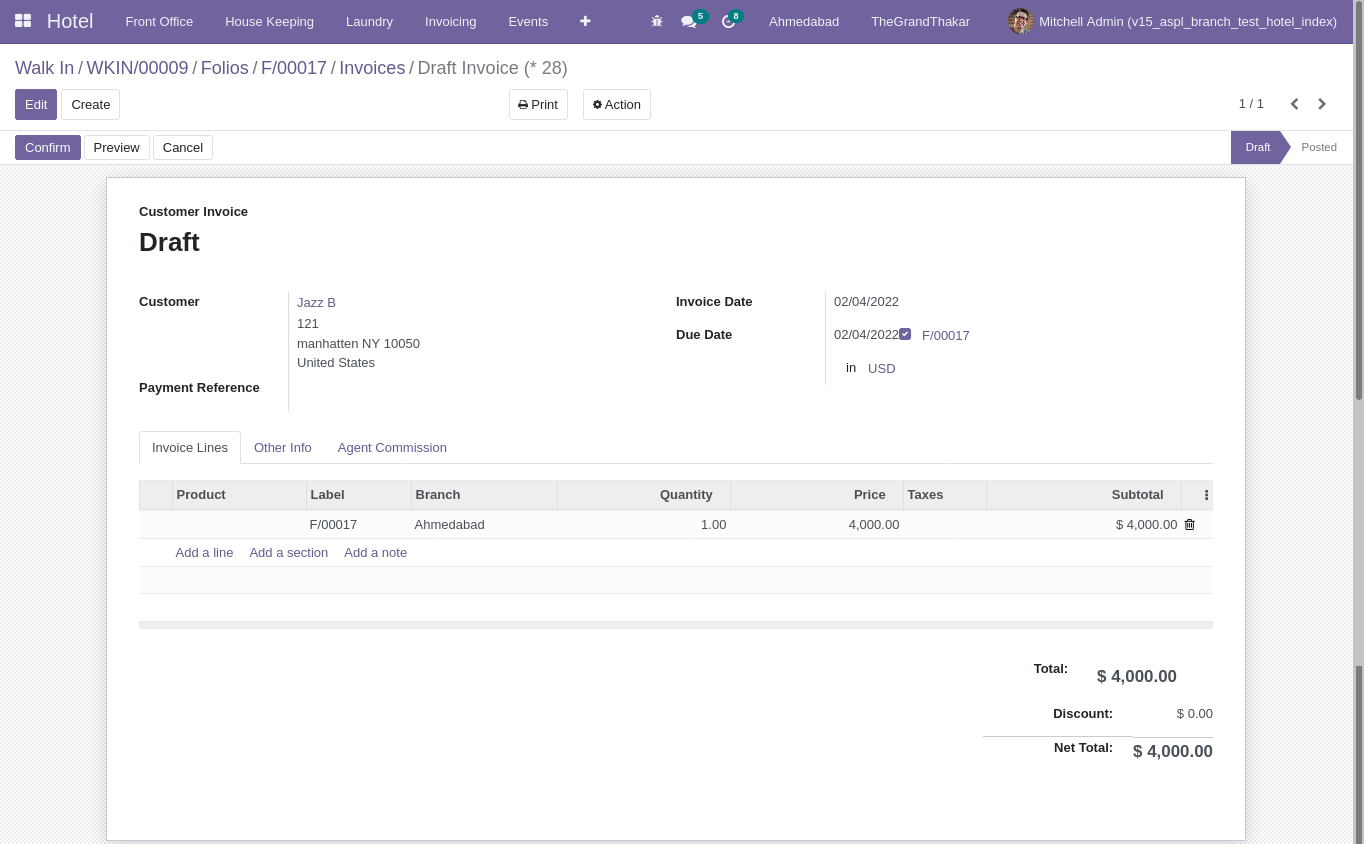 Hotel Front Office House Keeping Laundry Invoicing Events 5 8 Ahmedabad TheGrandThakar Mitchell Admin (v15_aspl_branch_test_hotel_index)
Walk In / WKIN/00009 / Folios / F/00017 / Invoices / Draft Invoice (* 28)
Edit Create Print Action 1 / 1
Confirm Preview Cancel Draft Posted
Customer Invoice
Draft
Customer Jazz B Invoice Date 02/04/2022
121
manhatten NY 10050 Due Date 02/04/2022 F/00017
United States in USD
Payment Reference
Invoice Lines Other Info Agent Commission
Product Label Branch Quantity Price Taxes Subtotal
F/00017 Ahmedabad 1.00 4,000.00 $ 4,000.00
Add a line Add a section Add a note
Total: $ 4,000.00
Discount: $ 0.00
Net Total: $ 4,000.00